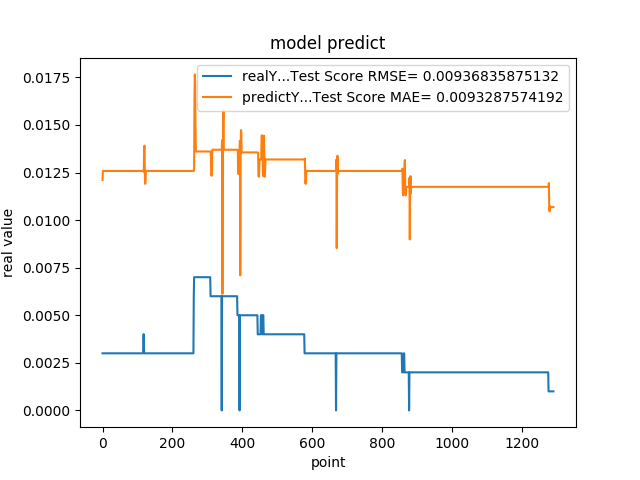 model predict
realY...Test Score RMSE= 0.00936835875132
predictY...Test Score MAE= 0.0093287574192
real value
0.0175
0.0150
0.0125
0.0100
0.0075
0.0050
0.0025
0.0000
0 200 400 600 800 1000 1200
point